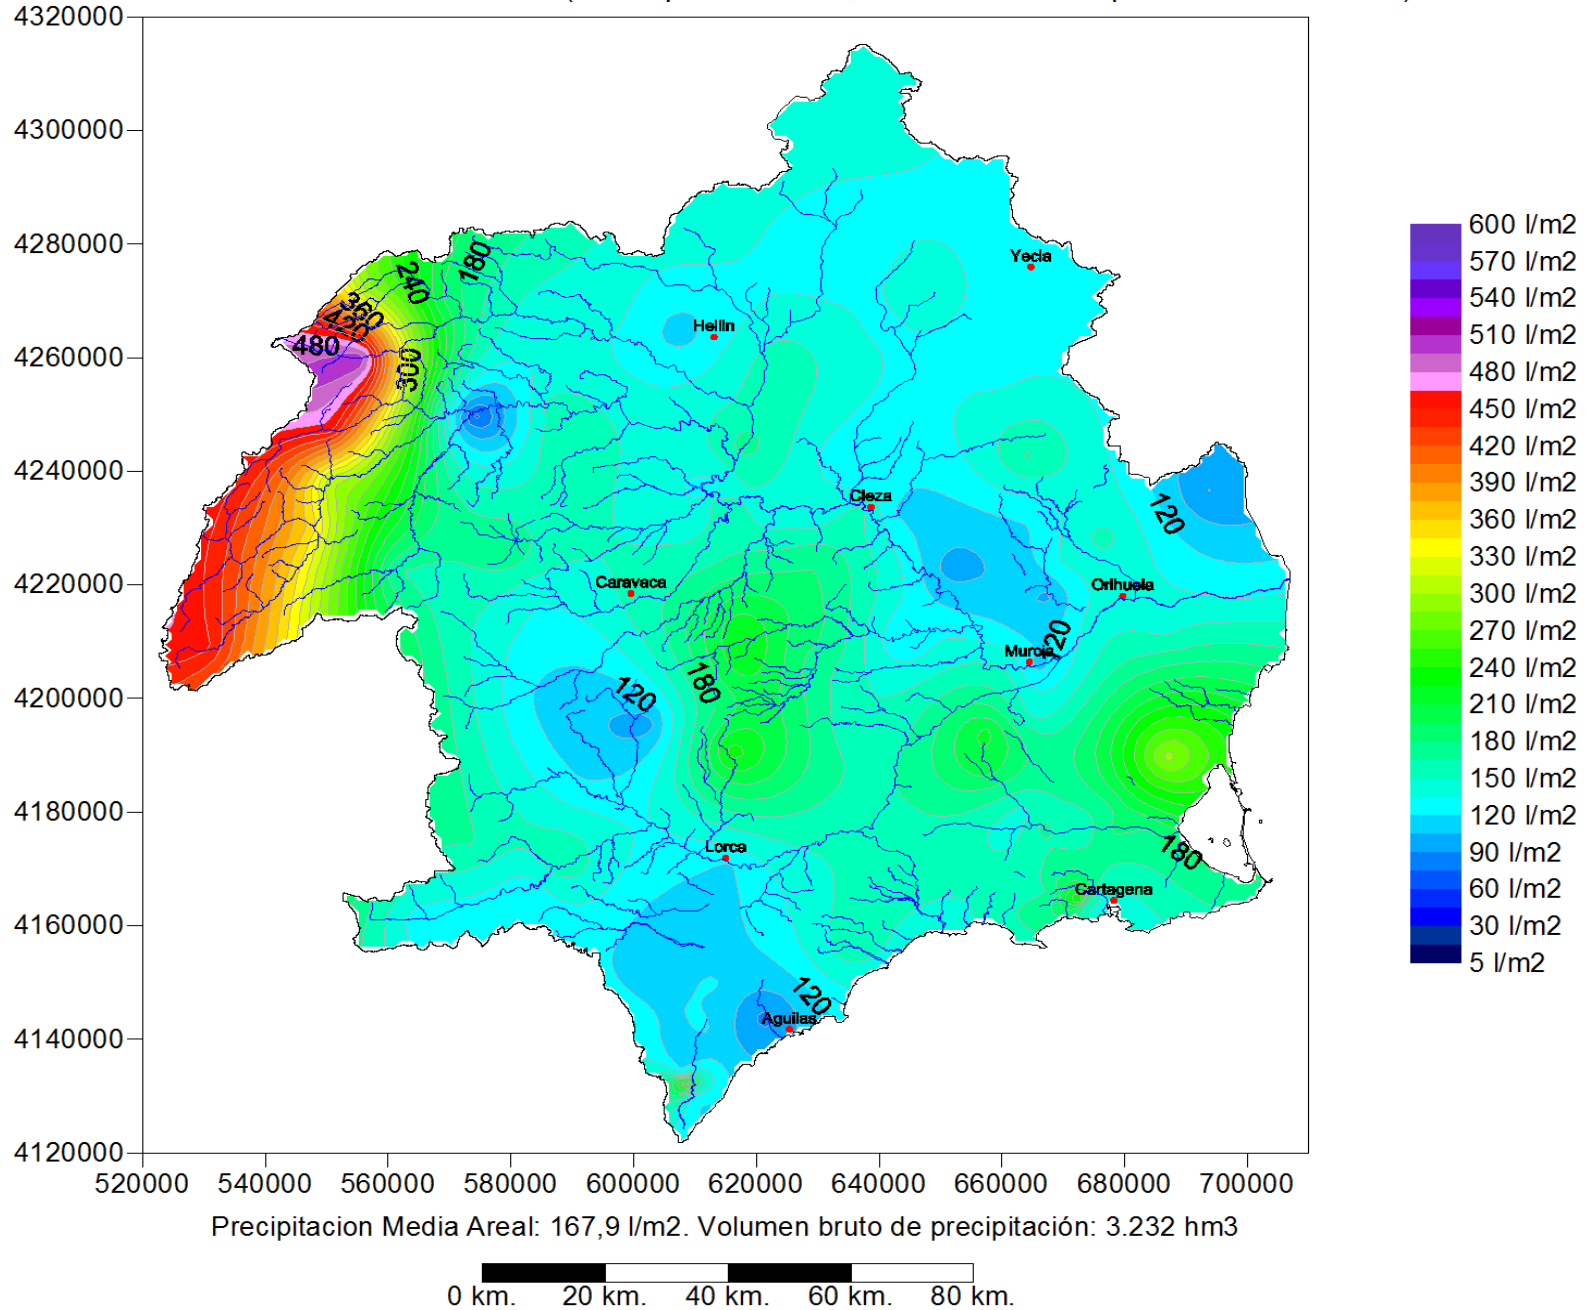 4320000
4300000
4280000
4260000
4240000
4220000
4200000
4180000
4160000
4140000
4120000
520000 540000 560000 580000 600000 620000 640000 660000 680000 700000
240
180
360
420
480
300
Yecla
Hellin
Cieza
120
Caravaca
Orihuela
120
Murcia
180
120
Lorca
180
Cartagena
120
Aguilas
600 l/m2
570 l/m2
540 l/m2
510 l/m2
480 l/m2
450 l/m2
420 l/m2
390 l/m2
360 l/m2
330 l/m2
300 l/m2
270 l/m2
240 l/m2
210 l/m2
180 l/m2
150 l/m2
120 l/m2
90 l/m2
60 l/m2
30 l/m2
5 l/m2
Precipitacion Media Areal: 167,9 l/m2. Volumen bruto de precipitación: 3.232 hm3
0 km. 20 km. 40 km. 60 km. 80 km.